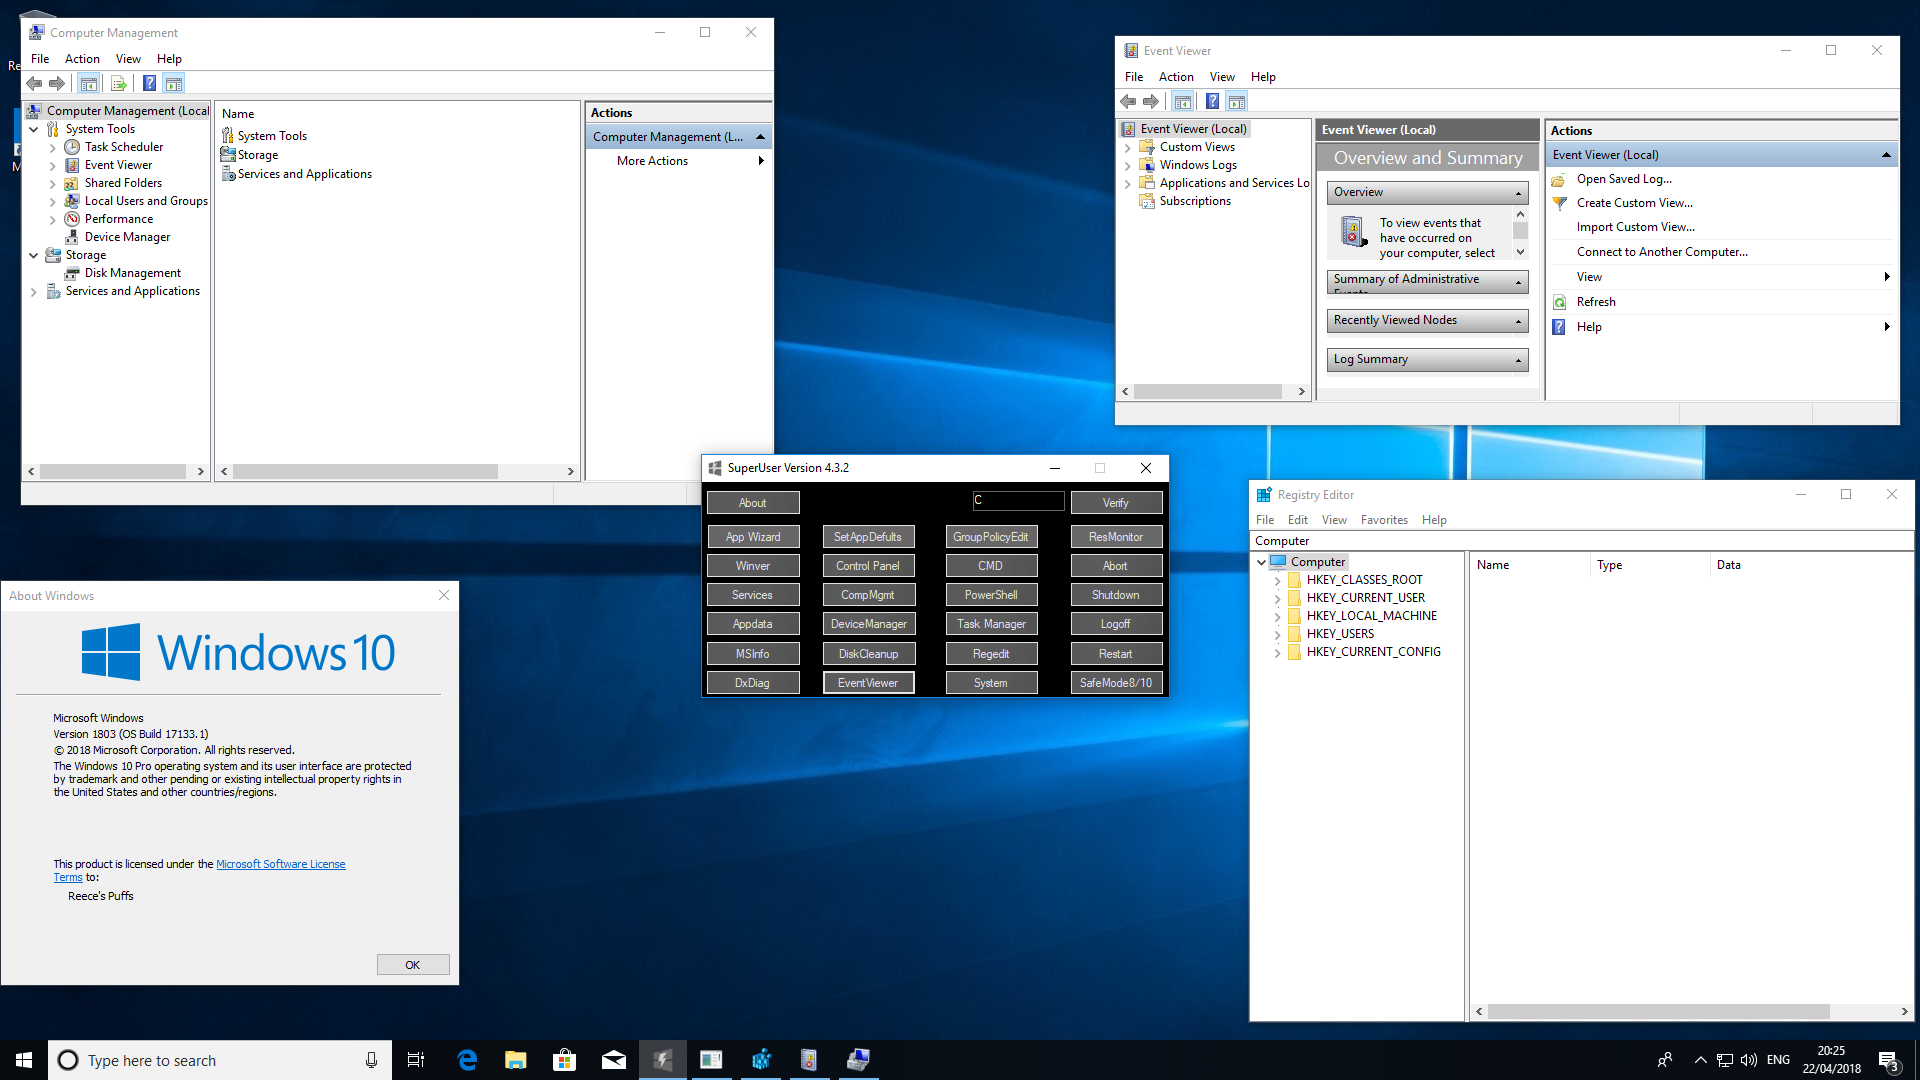 Re
M
Computer Management
File Action View Help
Computer Management (Local
System Tools
Task Scheduler
Event Viewer
Shared Folders
Local Users and Groups
Performance
Device Manager
Storage
Disk Management
Services and Applications
Name
System Tools
Storage
Services and Applications
Actions
Computer Management (L...
More Actions
Event Viewer
File Action View Help
Event Viewer (Local)
Custom Views
Windows Logs
Applications and Services Lo
Subscriptions
Event Viewer (Local)
Overview and Summary
Overview
To view events that
have occurred on
your computer, select
Summary of Administrative
Events
Recently Viewed Nodes
Log Summary
Actions
Event Viewer (Local)
Open Saved Log...
Create Custom View...
Import Custom View...
Connect to Another Computer...
View
Refresh
Help
SuperUser Version 4.3.2
About C Verify
App Wizard SetAppDefults GroupPolicyEdit ResMonitor
Winver Control Panel CMD Abort
Services CompMgmt PowerShell Shutdown
Appdata DeviceManager Task Manager Logoff
MSInfo DiskCleanup Regedit Restart
DxDiag EventViewer System SafeMode8/10
Registry Editor
File Edit View Favorites Help
Computer
Computer
HKEY_CLASSES_ROOT
HKEY_CURRENT_USER
HKEY_LOCAL_MACHINE
HKEY_USERS
HKEY_CURRENT_CONFIG
Name Type Data
About Windows
Windows 10
Microsoft Windows
Version 1803 (OS Build 17133.1)
© 2018 Microsoft Corporation. All rights reserved.
The Windows 10 Pro operating system and its user interface are protected
by trademark and other pending or existing intellectual property rights in
the United States and other countries/regions.
This product is licensed under the Microsoft Software License
Terms to:
Reece's Puffs
OK
Type here to search
ENG
20:25
22/04/2018
3